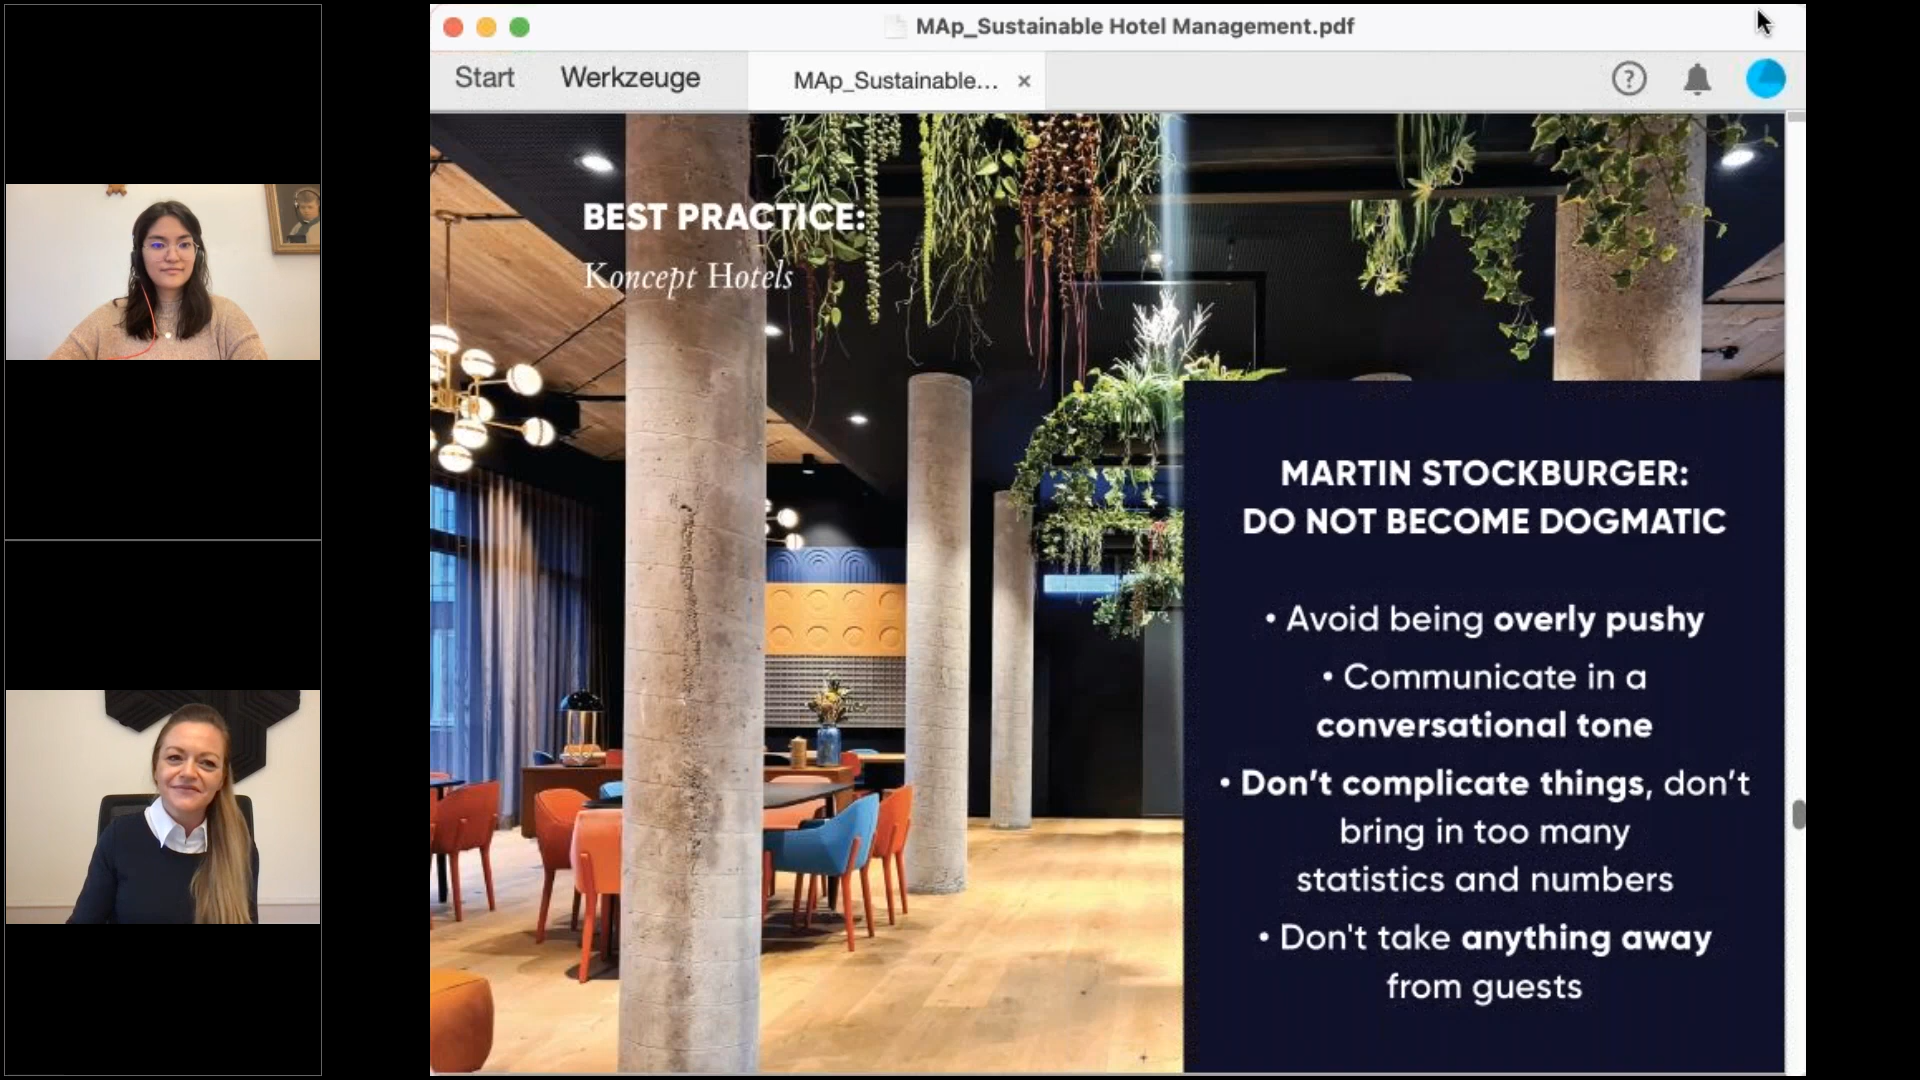 MAp_Sustainable Hotel Management.pdf
Start
Werkzeuge
MAp_Sustainable...
BEST PRACTICE:
Koncept Hotels
MARTIN STOCKBURGER:
DO NOT BECOME DOGMATIC
• Avoid being overly pushy
• Communicate in a
conversational tone
• Don’t complicate things, don’t
bring in too many
statistics and numbers
• Don't take anything away
from guests